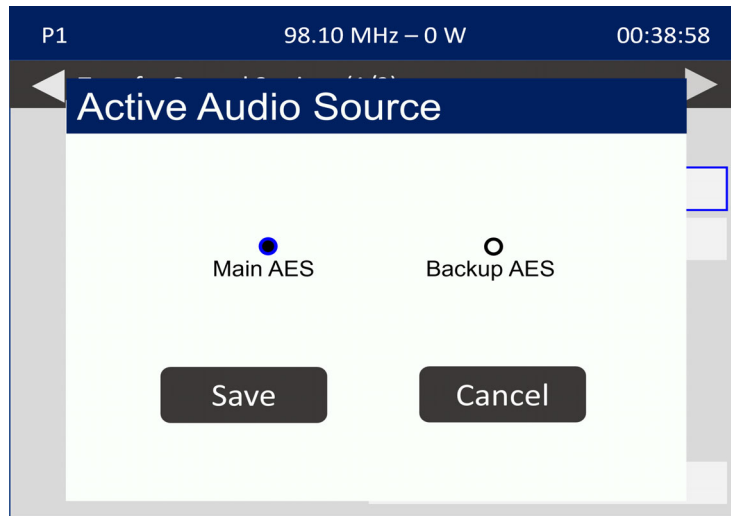 P1 98.10 MHz – 0 W 00:38:58
Active Audio Source
Main AES Backup AES
Save Cancel